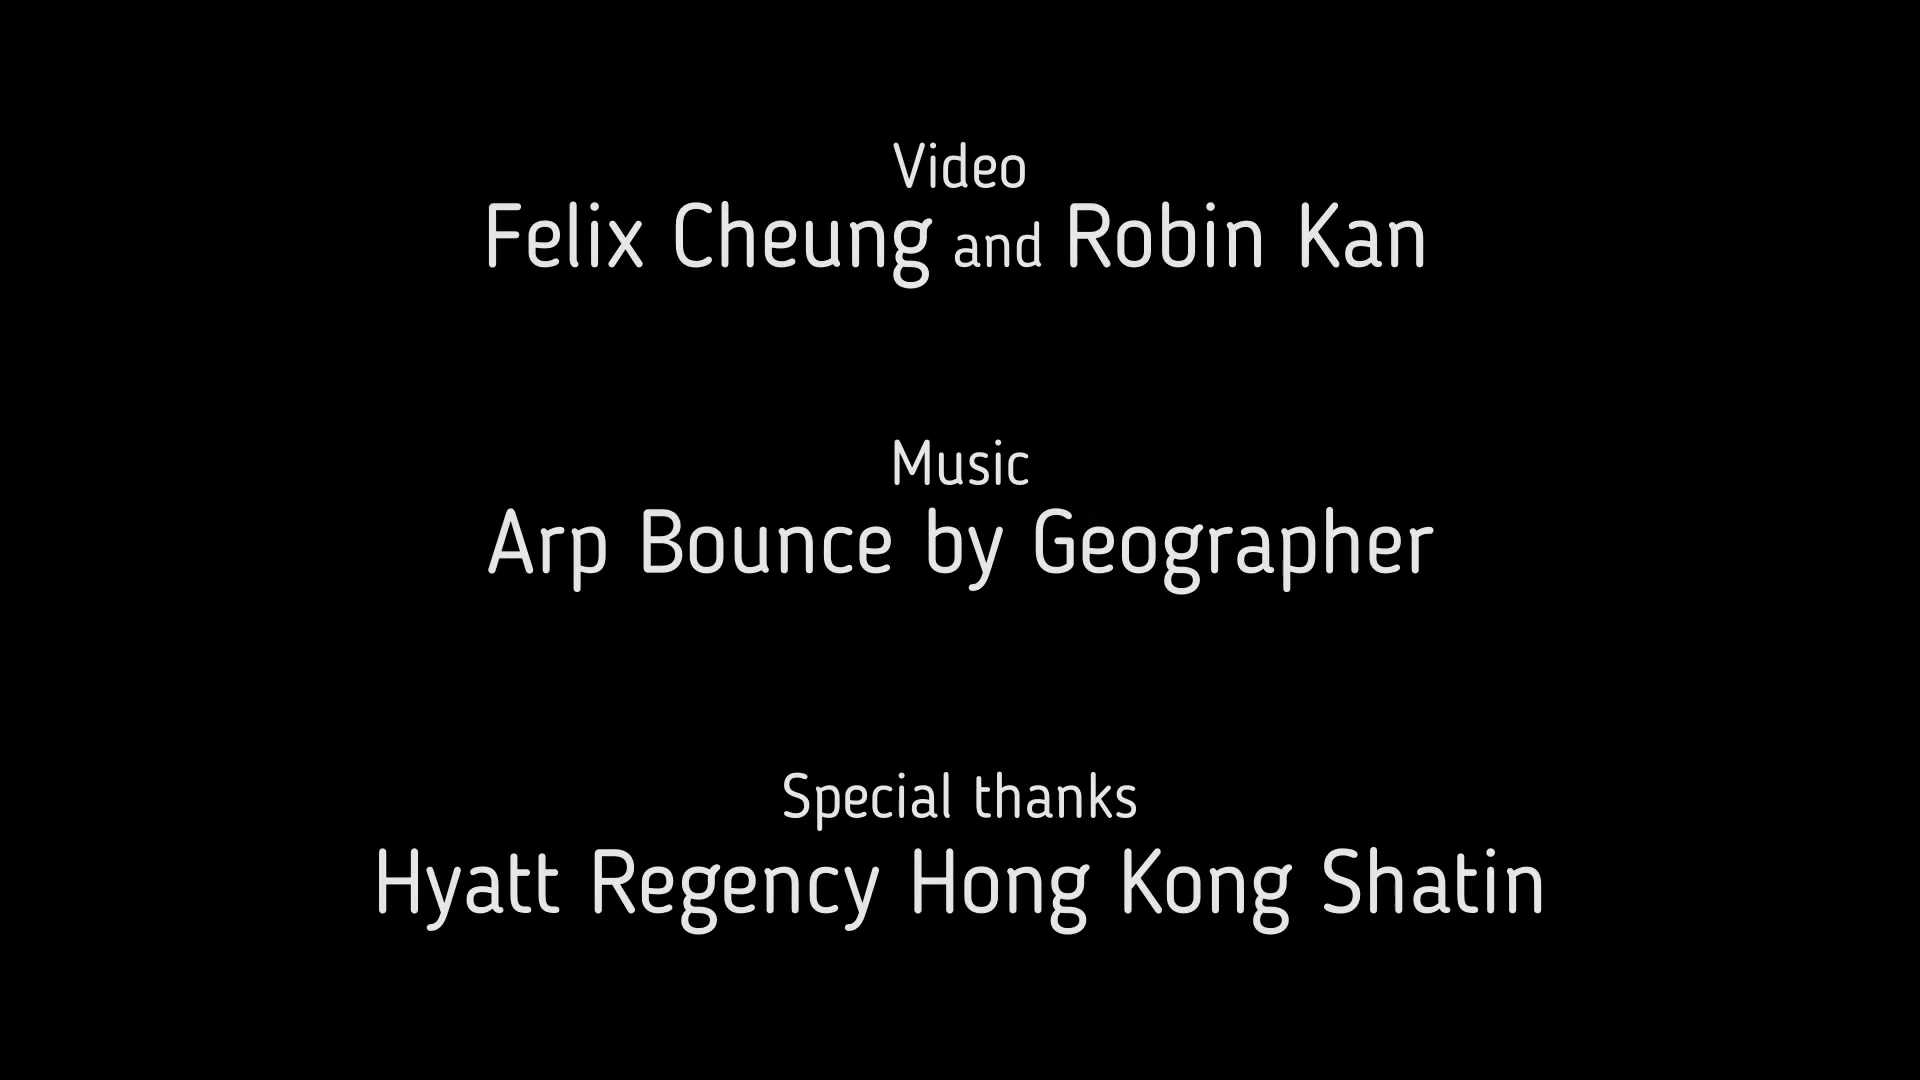 Video
Felix Cheung and Robin Kan
Music
Arp Bounce by Geographer
Special thanks
Hyatt Regency Hong Kong Shatin